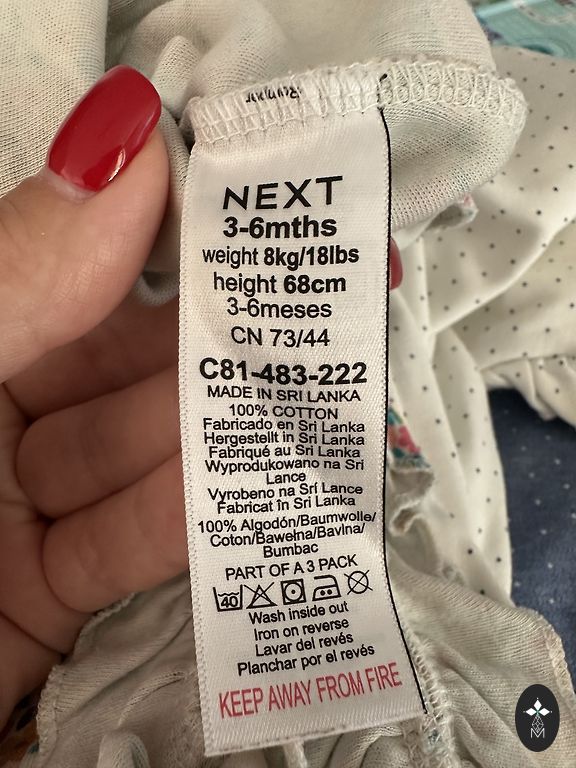 NEXT
3-6mths
weight 8kg/18lbs
height 68cm
3-6meses
CN 73/44
C81-483-222
MADE IN SRI LANKA
100% COTTON
Fabricado en Sri Lanka
Hergestellt in Sri Lanka
Fabriqué au Sri Lanka
Wyprodukowano na Sri
Lance
Vyrobeno na Srí Lance
Fabricat în Sri Lanka
100% Algodón/Baumwolle/
Coton/Bawełna/Bavlna/
Bumbac
PART OF A 3 PACK
40
Wash inside out
Iron on reverse
Lavar del revés
Planchar por el revés
KEEP AWAY FROM FIRE